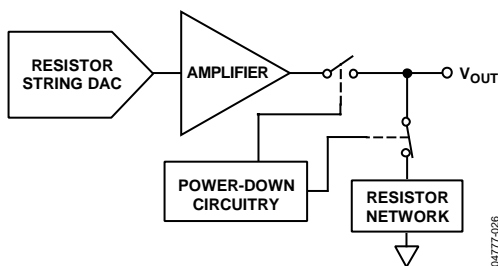 RESISTOR
STRING DAC
AMPLIFIER
VOUT
POWER-DOWN
CIRCUITRY
RESISTOR
NETWORK
04777-026